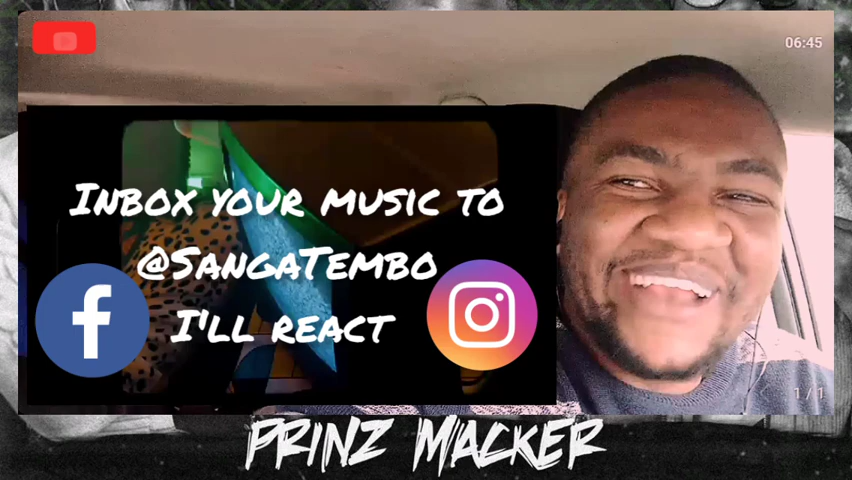 06:45
INBOX YOUR MUSIC TO
@SANGATEMBO
I'LL REACT
1 / 1
PRINZ MACKER